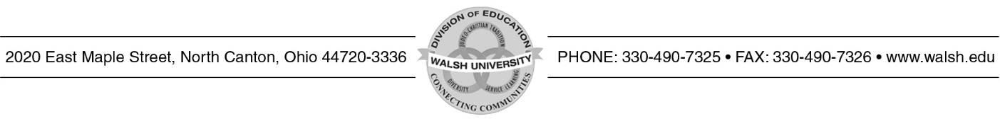 2020 East Maple Street, North Canton, Ohio 44720-3336
DIVISION OF EDUCATION
JUDEO-CHRISTIAN TRADITION
WALSH UNIVERSITY
DIVERSITY
SERVICE LEARNING
CONNECTING COMMUNITIES
PHONE: 330-490-7325 • FAX: 330-490-7326 • www.walsh.edu